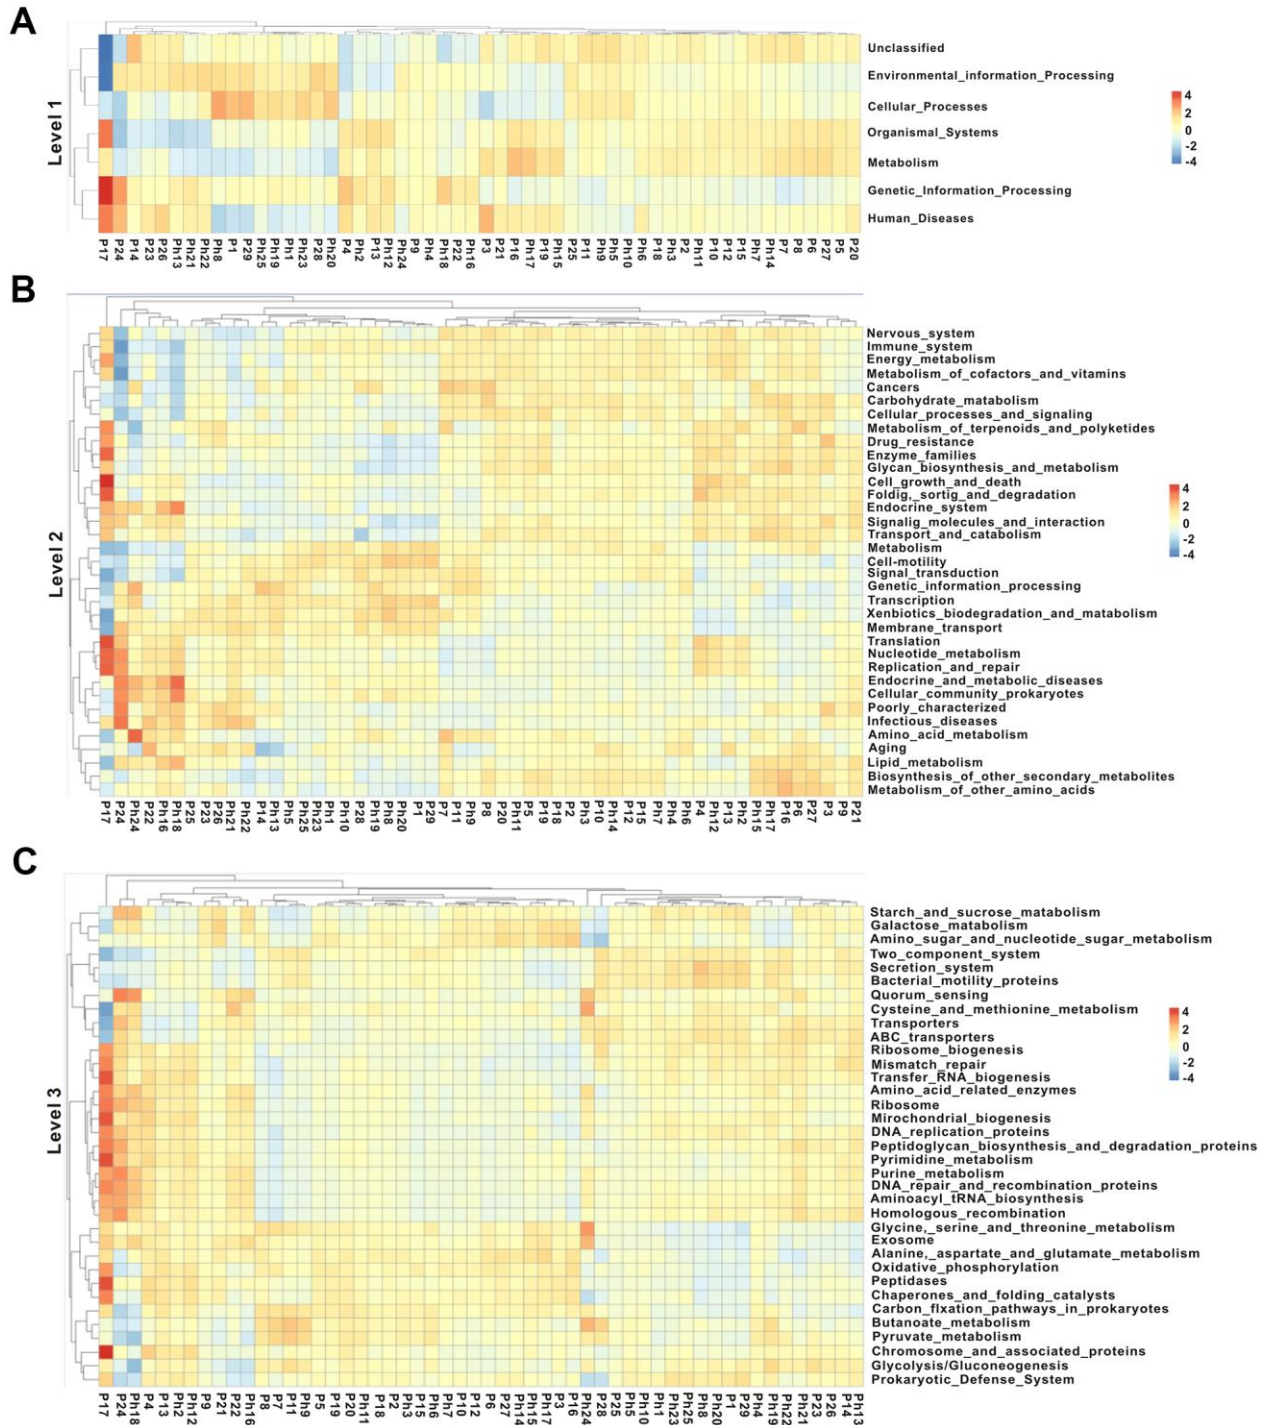 A
Level 1
Unclassified
Environmental_information_Processing
Cellular_Processes
Organismal_Systems
Metabolism
Genetic_Information_Processing
Human_Diseases
4
2
0
-2
-4
P17 P24 P14 P23 P26 Ph13 Ph21 Ph22 Ph8 P1 P29 Ph25 Ph19 Ph1 Ph23 P28 Ph20 P4 Ph2 P13 Ph12 Ph24 P9 Ph4 Ph18 P22 Ph16 P3 P21 P16 Ph17 P19 Ph15 P25 P11 Ph9 Ph5 Ph10 Ph6 P18 Ph3 P2 Ph11 P10 P12 P15 Ph7 Ph14 P7 P8 P6 P27 P5 P20
B
Level 2
Nervous_system
Immune_system
Energy_metabolism
Metabolism_of_cofactors_and_vitamins
Cancers
Carbohydrate_matabolism
Cellular_processes_and_signaling
Metabolism_of_terpenoids_and_polyketides
Drug_resistance
Enzyme_families
Glycan_biosynthesis_and_metabolism
Cell_growth_and_death
Foldig,_sortig_and_degradation
Endocrine_system
Signalig_molecules_and_interaction
Transport_and_catabolism
Metabolism
Cell-motility
Signal_transduction
Genetic_information_processing
Transcription
Xenbiotics_biodegradation_and_matabolism
Membrane_transport
Translation
Nucleotide_metabolism
Replication_and_repair
Endocrine_and_metabolic_diseases
Cellular_community_prokaryotes
Poorly_characterized
Infectious_diseases
Amino_acid_metabolism
Aging
Lipid_metabolism
Biosynthesis_of_other_secondary_metabolites
Metabolism_of_other_amino_acids
4
2
0
-2
-4
P17 P24 Ph24 P22 Ph16 Ph18 P25 P23 P26 Ph21 Ph22 P14 Ph13 Ph5 Ph25 Ph23 Ph1 Ph10 P28 Ph19 Ph8 Ph20 P1 P29 P7 P11 Ph9 P8 P20 Ph11 P5 P19 P18 P2 Ph3 P10 Ph14 P12 P15 Ph7 Ph4 Ph6 P4 Ph12 P13 Ph2 Ph15 Ph17 P16 P6 P27 P3 P9 P21
C
Level 3
Starch_and_sucrose_matabolism
Galactose_matabolism
Amino_sugar_and_nucleotide_sugar_metabolism
Two_component_system
Secretion_system
Bacterial_motility_proteins
Quorum_sensing
Cysteine_and_methionine_metabolism
Transporters
ABC_transporters
Ribosome_biogenesis
Mismatch_repair
Transfer_RNA_biogenesis
Amino_acid_related_enzymes
Ribosome
Mirochondrial_biogenesis
DNA_replication_proteins
Peptidoglycan_biosynthesis_and_degradation_proteins
Pyrimidine_metabolism
Purine_metabolism
DNA_repair_and_recombination_proteins
Aminoacyl_tRNA_biosynthesis
Homologous_recombination
Glycine,_serine_and_threonine_metabolism
Exosome
Alanine,_aspartate_and_glutamate_metabolism
Oxidative_phosphorylation
Peptidases
Chaperones_and_folding_catalysts
Carbon_flxation_pathways_in_prokaryotes
Butanoate_metabolism
Pyruvate_metabolism
Chromosome_and_associated_proteins
Glycolysis/Gluconeogenesis
Prokaryotic_Defense_System
4
2
0
-2
-4
P17 P24 Ph18 P4 Ph13 Ph2 Ph12 P9 P21 P22 Ph16 P8 P7 P11 Ph9 P5 P19 P20 Ph11 P18 P2 Ph3 P15 Ph6 Ph7 P10 P12 P6 P27 Ph14 Ph15 Ph17 P3 P16 Ph24 P28 Ph5 P25 Ph10 Ph1 Ph23 Ph25 Ph8 Ph20 P1 P29 Ph4 Ph19 Ph22 Ph21 P23 P26 P14 Ph13